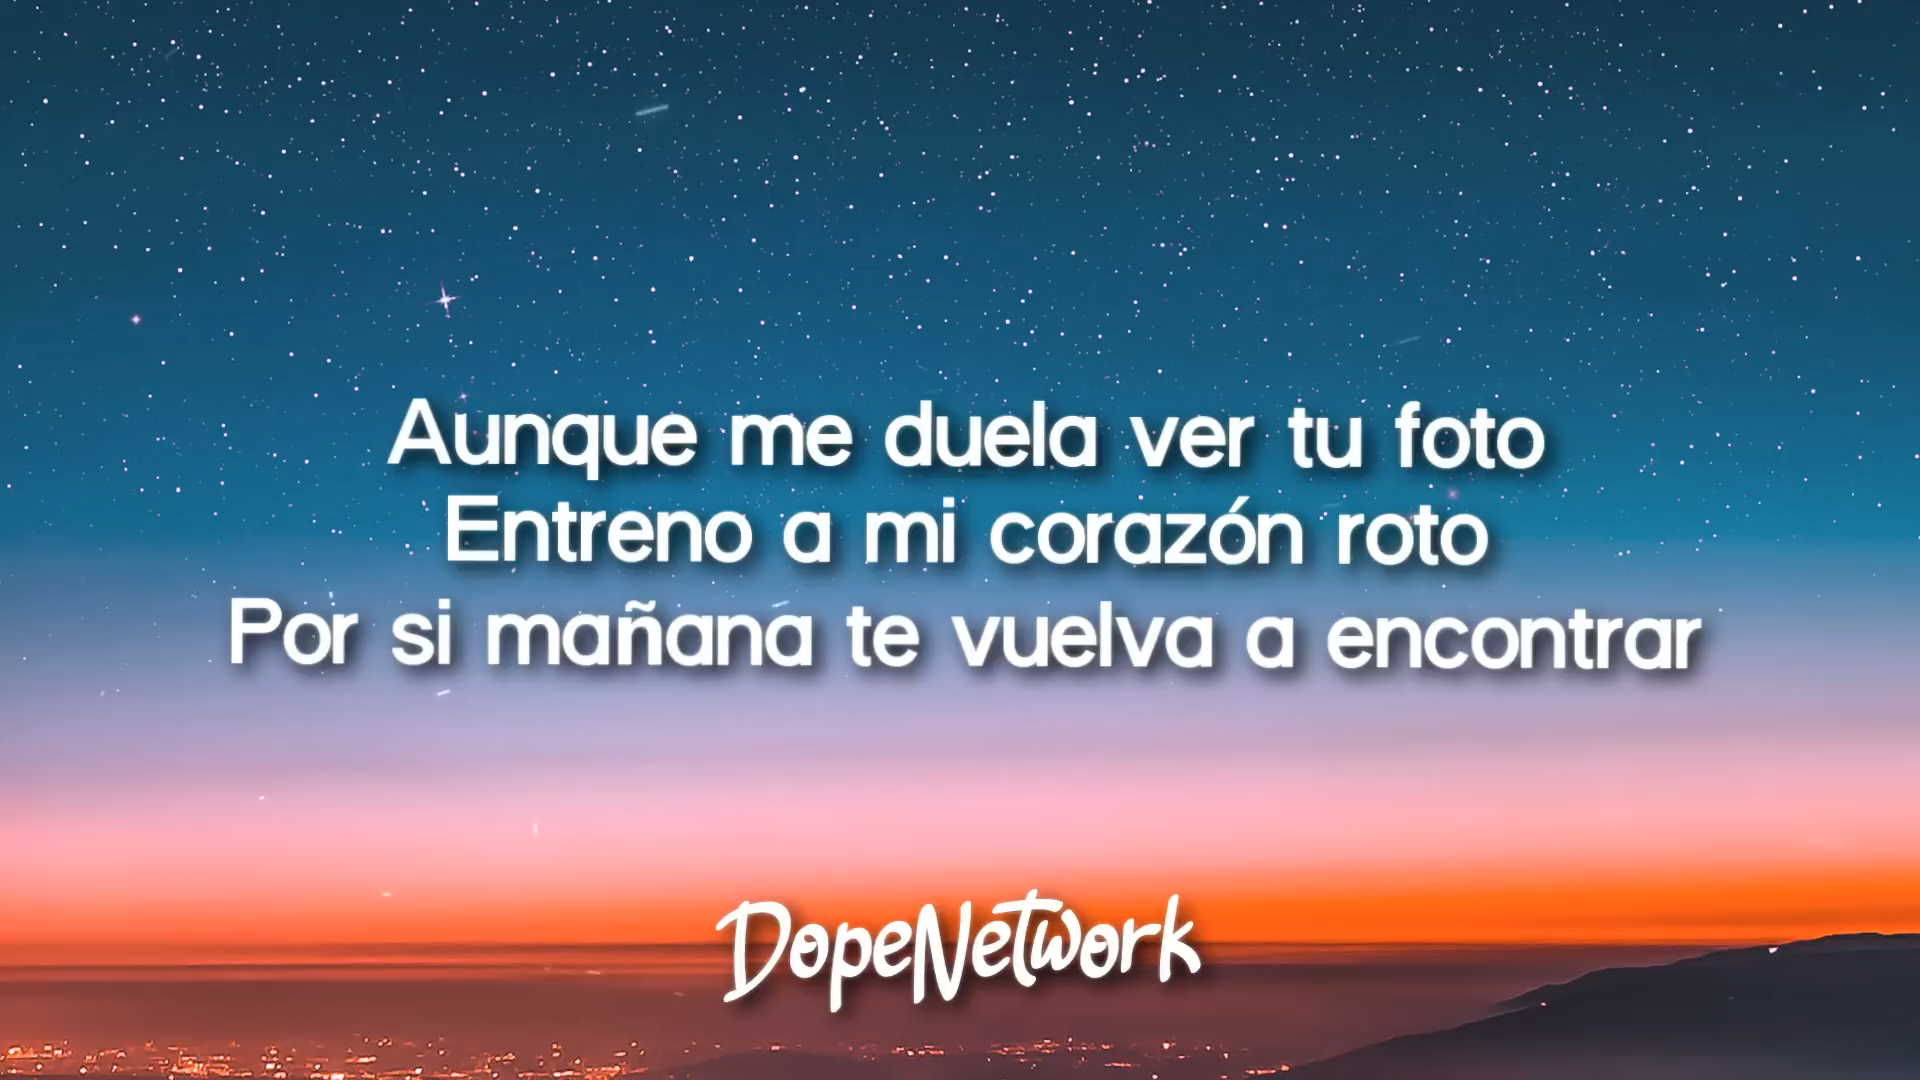 Aunque me duela ver tu foto
Entreno a mi corazón roto
Por si mañana te vuelva a encontrar
DopeNetwork